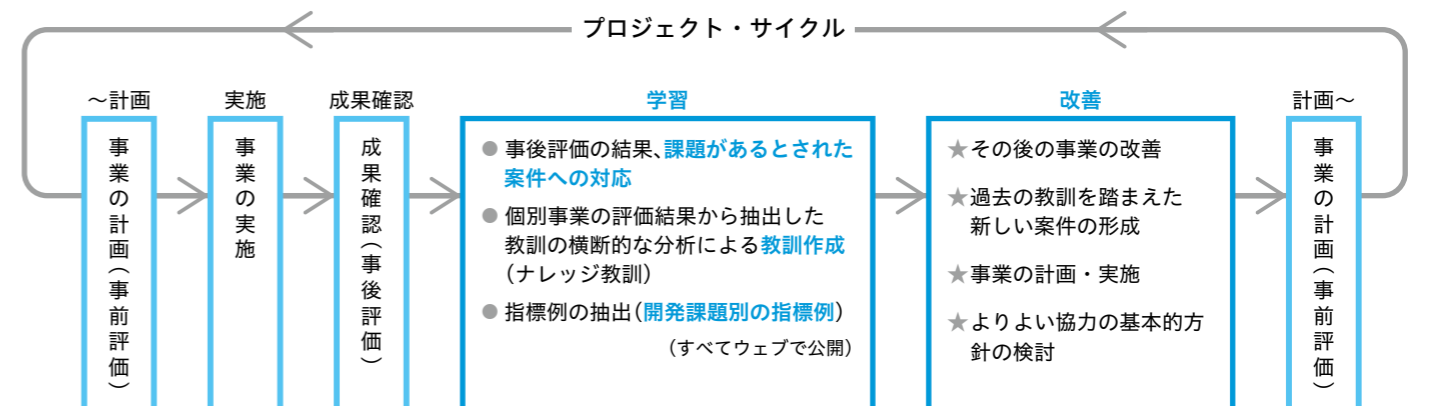 プロジェクト・サイクル
～計画
事業の計画（事前評価）
実施
事業の実施
成果確認
成果確認（事後評価）
学習
● 事後評価の結果、課題があるとされた
案件への対応
● 個別事業の評価結果から抽出した
教訓の横断的な分析による教訓作成
（ナレッジ教訓）
● 指標例の抽出（開発課題別の指標例）
（すべてウェブで公開）
改善
★その後の事業の改善
★過去の教訓を踏まえた
新しい案件の形成
★事業の計画・実施
★よりよい協力の基本的方
針の検討
計画～
事業の計画（事前評価）